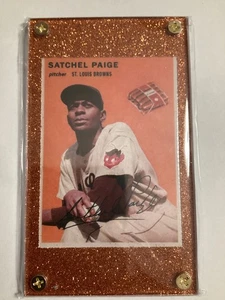 SATCHEL PAIGE
pitcher ST. LOUIS BROWNS